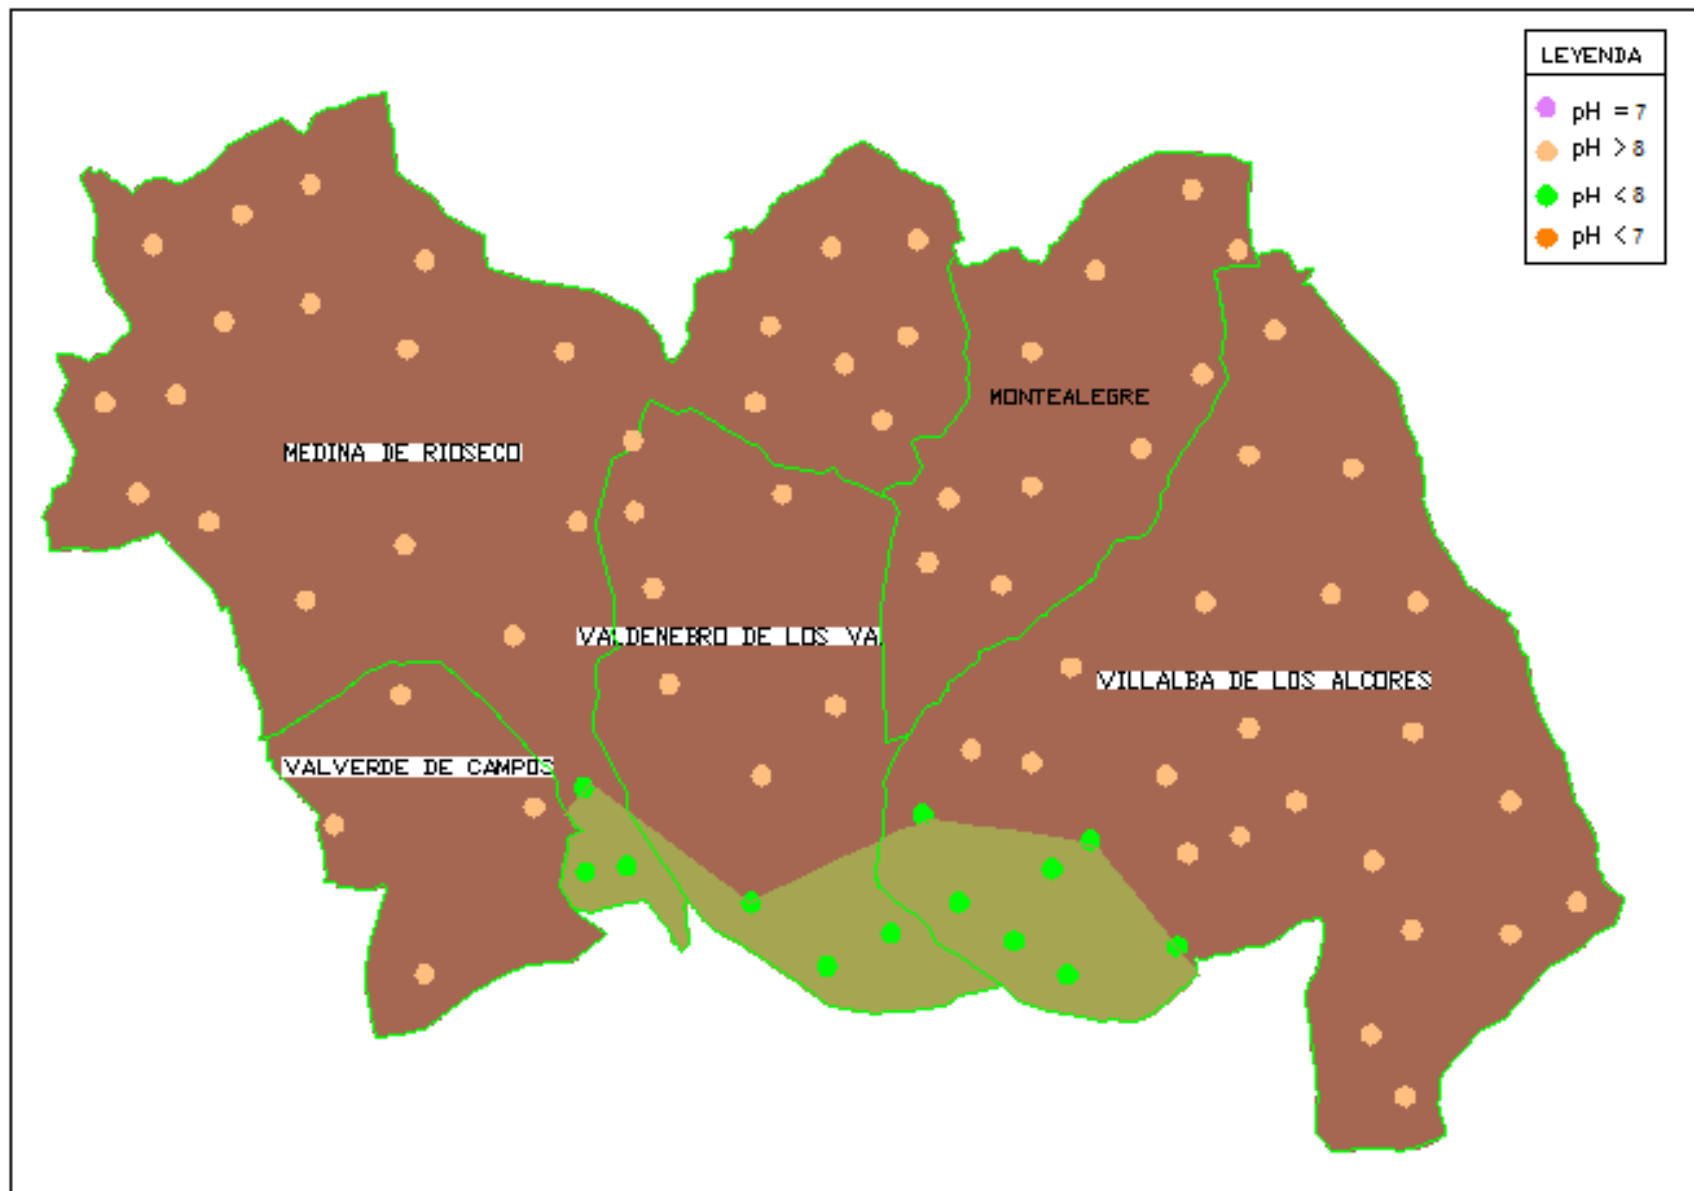 LEYENDA
pH = 7
pH > 8
pH < 8
pH < 7
MONTEALEGRE
MEDINA DE RIOSECO
VALDENEBRO DE LOS VA
VILLALBA DE LOS ALCORES
VALVERDE DE CAMPOS